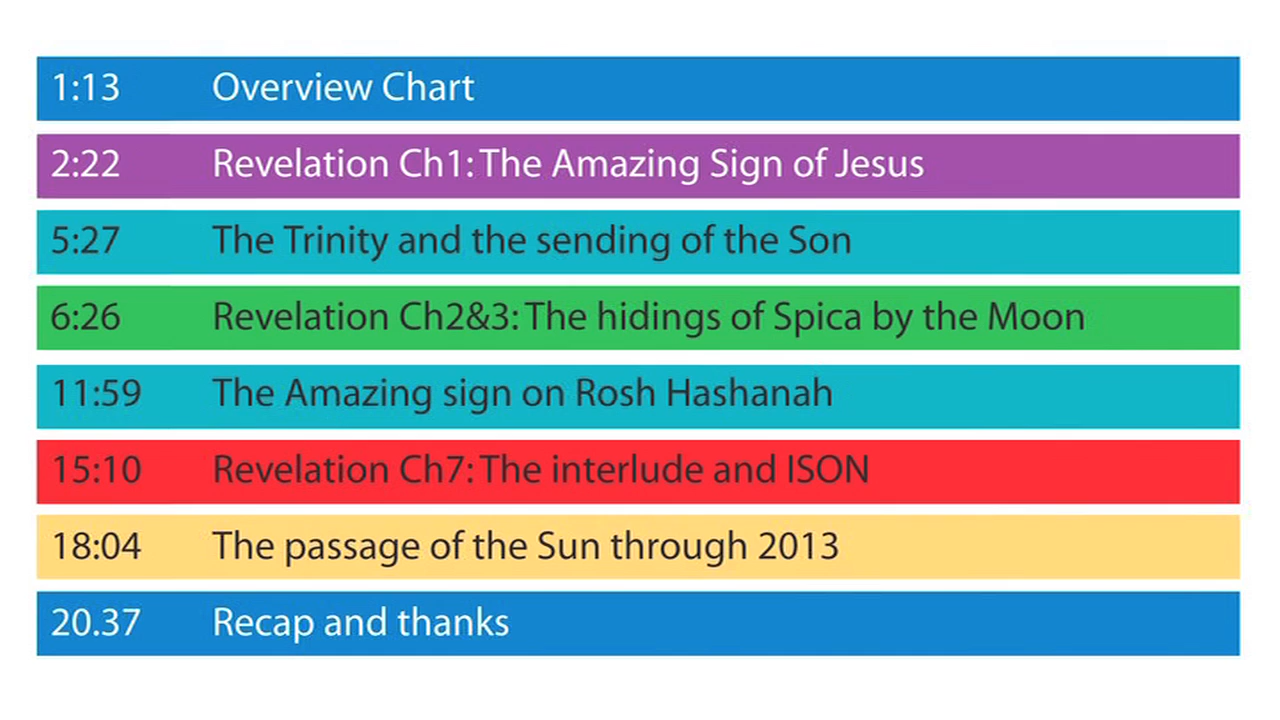 1:13 Overview Chart
2:22 Revelation Ch1: The Amazing Sign of Jesus
5:27 The Trinity and the sending of the Son
6:26 Revelation Ch2&3: The hidings of Spica by the Moon
11:59 The Amazing sign on Rosh Hashanah
15:10 Revelation Ch7: The interlude and ISON
18:04 The passage of the Sun through 2013
20.37 Recap and thanks